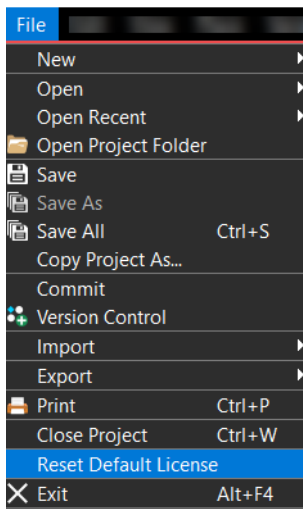 File
New
Open
Open Recent
Open Project Folder
Save
Save As
Save All Ctrl+S
Copy Project As...
Commit
Version Control
Import
Export
Print Ctrl+P
Close Project Ctrl+W
Reset Default License
Exit Alt+F4